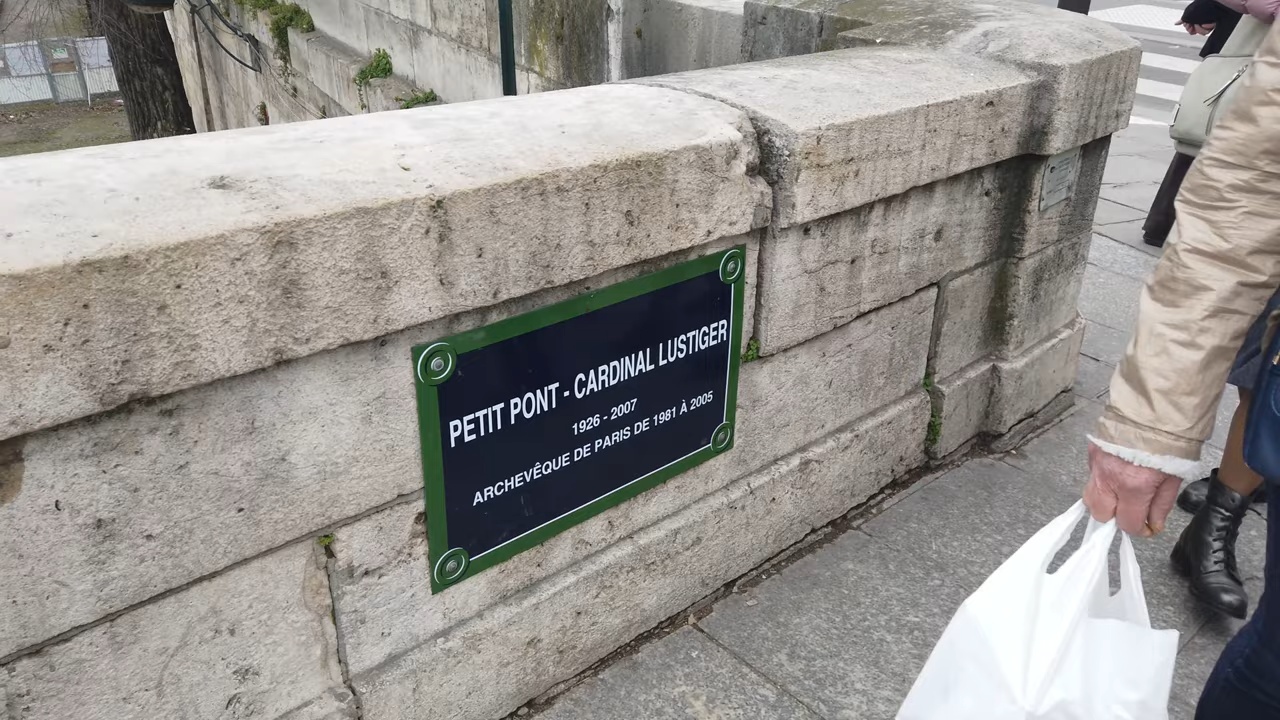 PETIT PONT - CARDINAL LUSTIGER
1926 - 2007
ARCHEVÊQUE DE PARIS DE 1981 À 2005